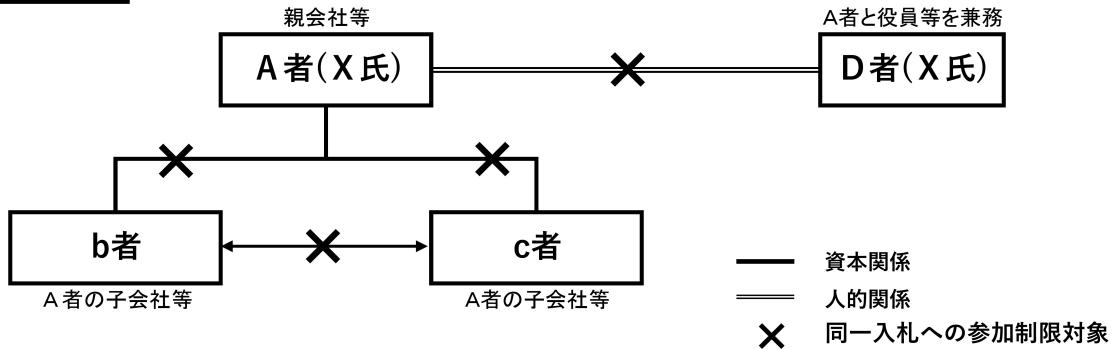 親会社等
A者と役員等を兼務
A者(X氏)
D者(X氏)
b者
c者
A者の子会社等
A者の子会社等
資本関係
人的関係
同一入札への参加制限対象